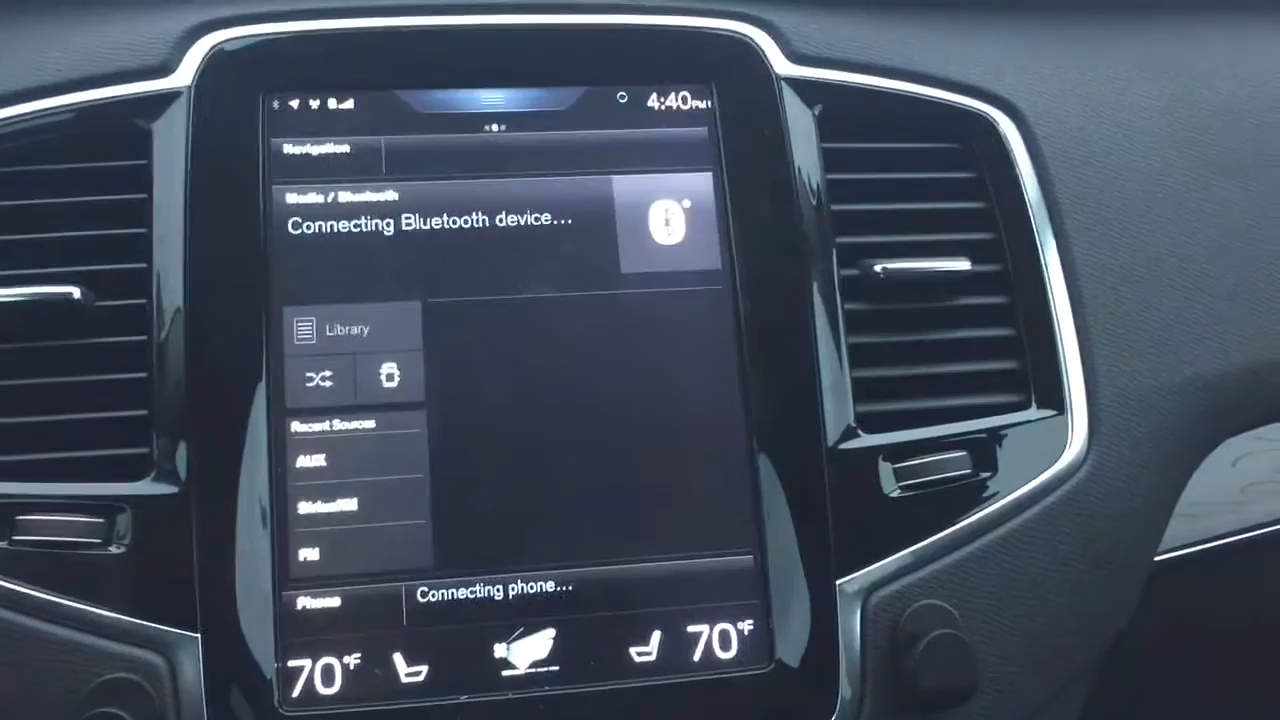 4:40PM
Navigation
Media / Bluetooth
Connecting Bluetooth device...
Library
Recent Sources
AUX
SiriusXM
FM
Phone
Connecting phone...
70°F
70°F